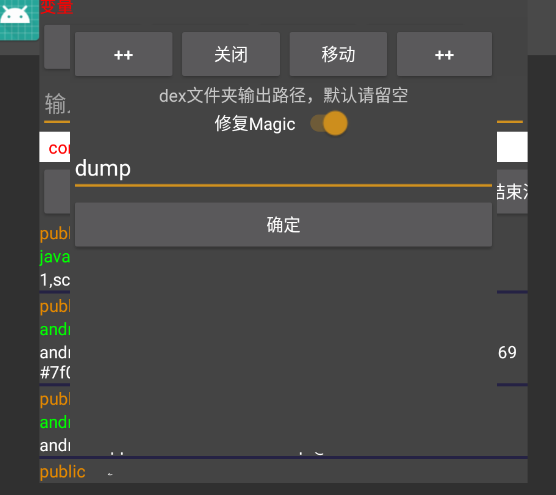 变量
++ 关闭 移动 ++
dex文件夹输出路径，默认请留空
输
修复Magic
dump
确定
publ
java
1,sc
publ
andr
andr 69
#7f0
publ
andr
andr
public